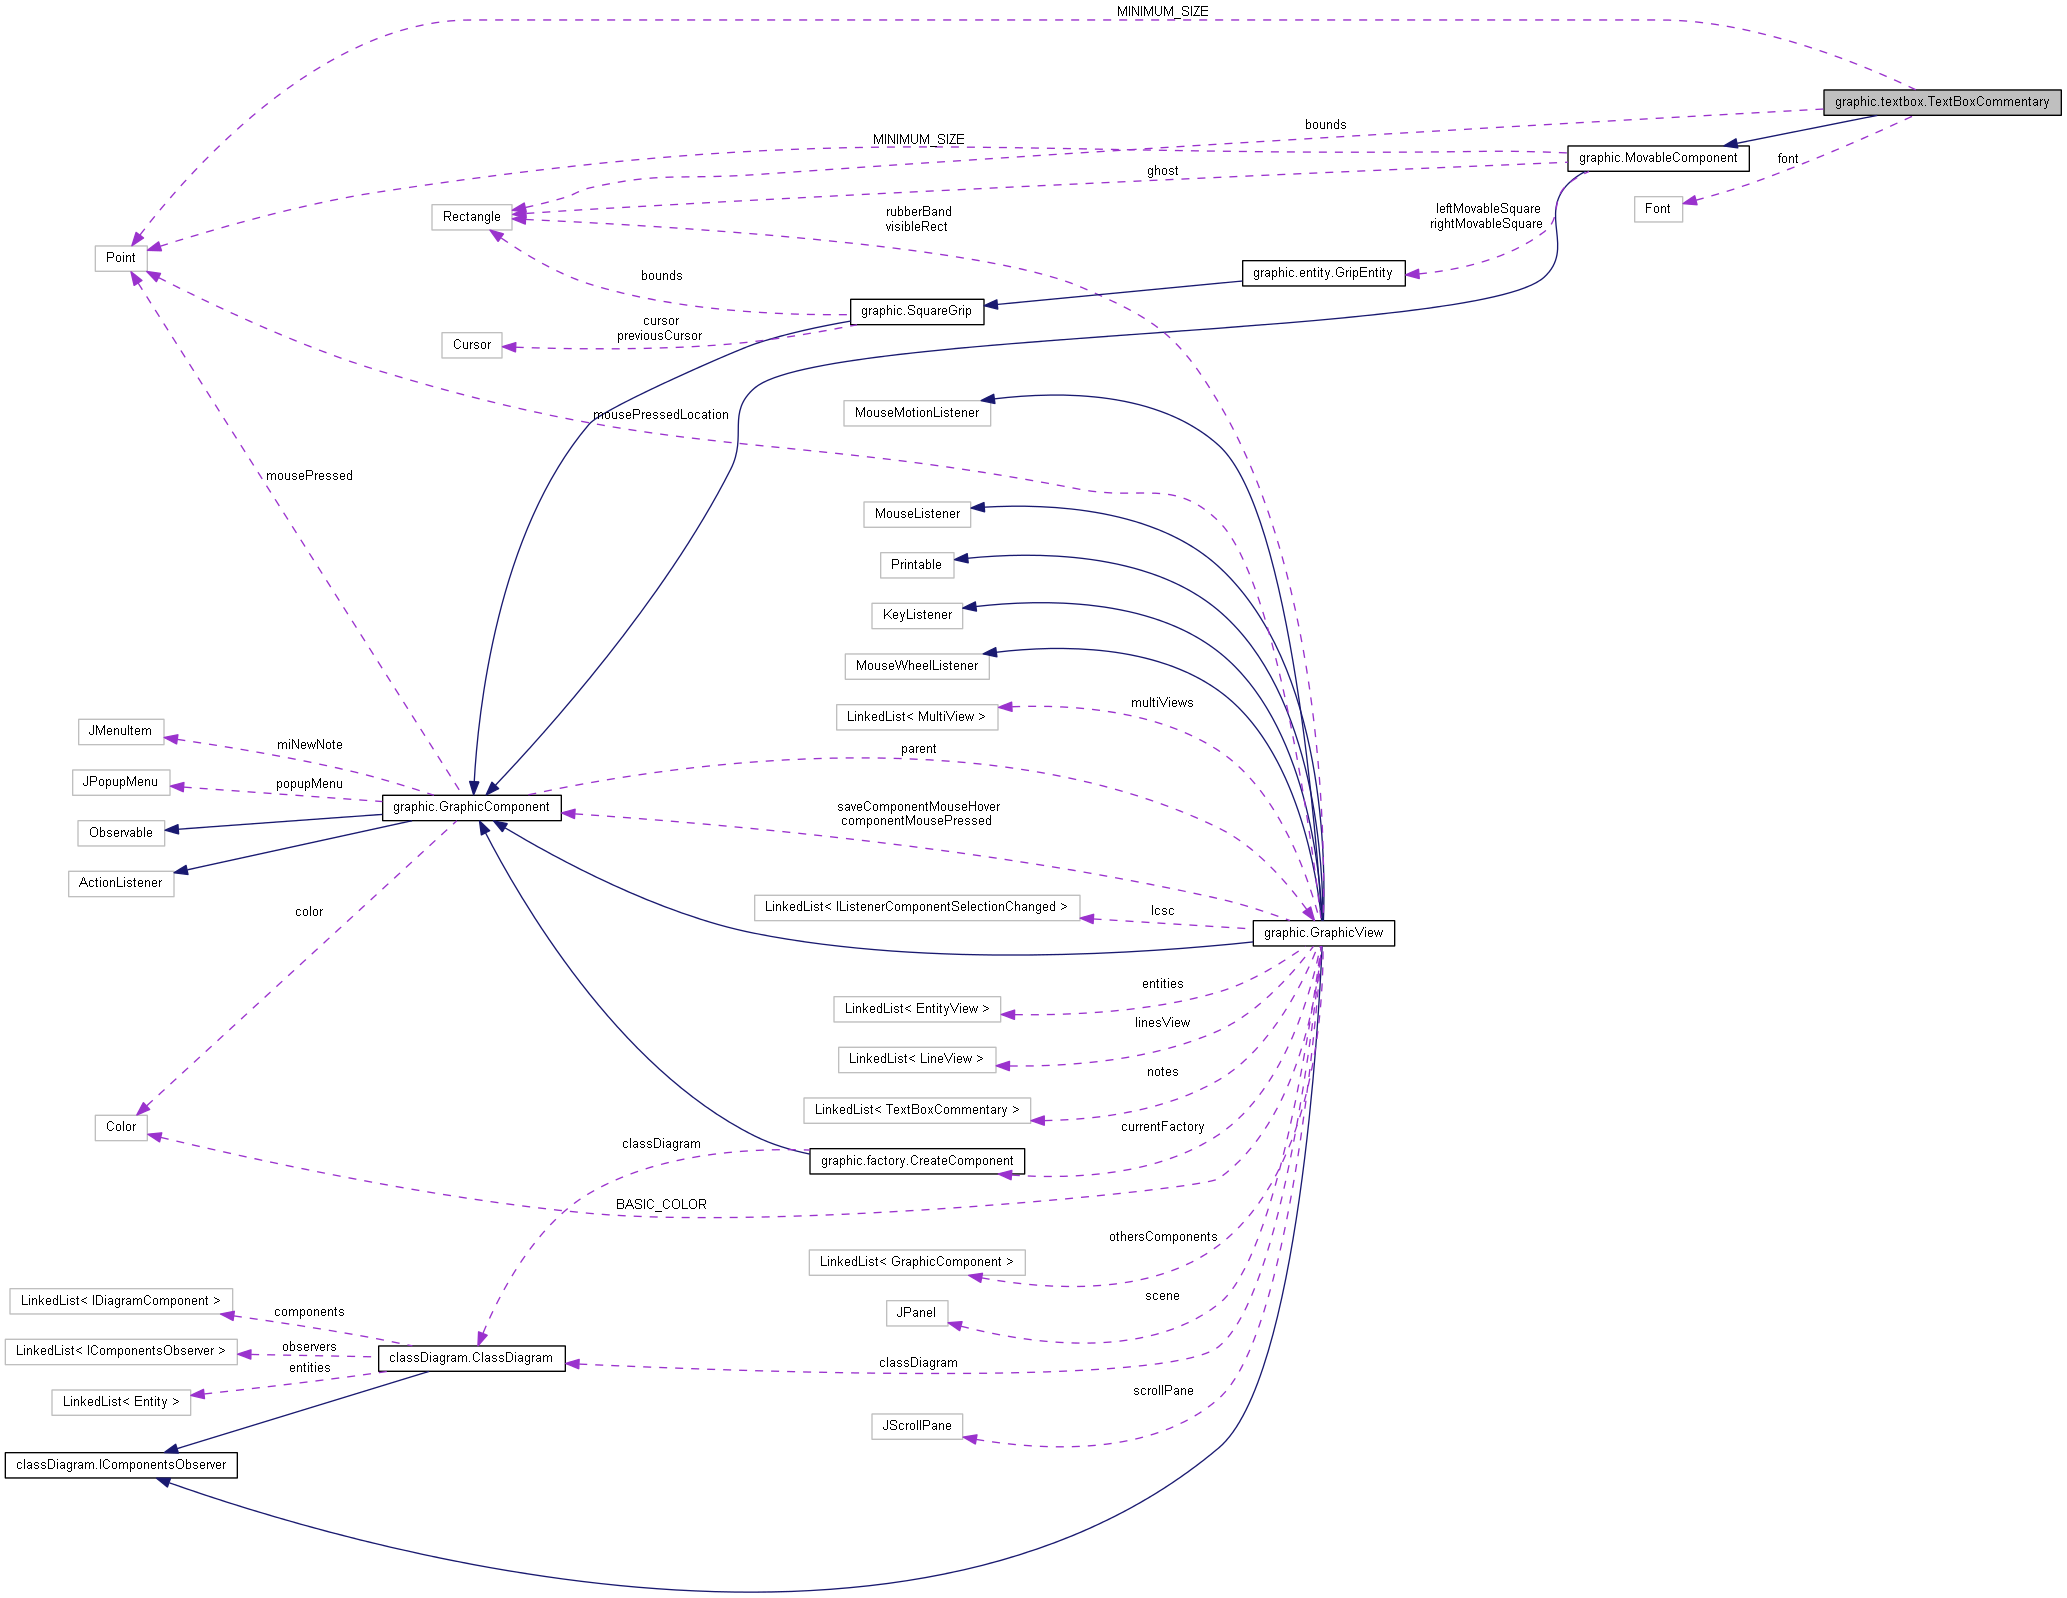 MINIMUM_SIZE
graphic.textbox.TextBoxCommentary
bounds
MINIMUM_SIZE
graphic.MovableComponent
font
ghost
Rectangle
rubberBand
visibleRect
leftMovableSquare
rightMovableSquare
Font
Point
bounds
graphic.entity.GripEntity
graphic.SquareGrip
cursor
previousCursor
Cursor
MouseMotionListener
mousePressedLocation
mousePressed
MouseListener
Printable
KeyListener
MouseWheelListener
multiViews
LinkedList< MultiView >
JMenuItem
miNewNote
parent
JPopupMenu
popupMenu
graphic.GraphicComponent
saveComponentMouseHover
componentMousePressed
Observable
ActionListener
color
LinkedList< IListenerComponentSelectionChanged >
lcsc
graphic.GraphicView
entities
LinkedList< EntityView >
linesView
LinkedList< LineView >
notes
LinkedList< TextBoxCommentary >
Color
currentFactory
classDiagram
graphic.factory.CreateComponent
BASIC_COLOR
othersComponents
LinkedList< GraphicComponent >
LinkedList< IDiagramComponent >
components
scene
JPanel
LinkedList< IComponentsObserver >
observers
entities
classDiagram.ClassDiagram
classDiagram
LinkedList< Entity >
scrollPane
JScrollPane
classDiagram.IComponentsObserver